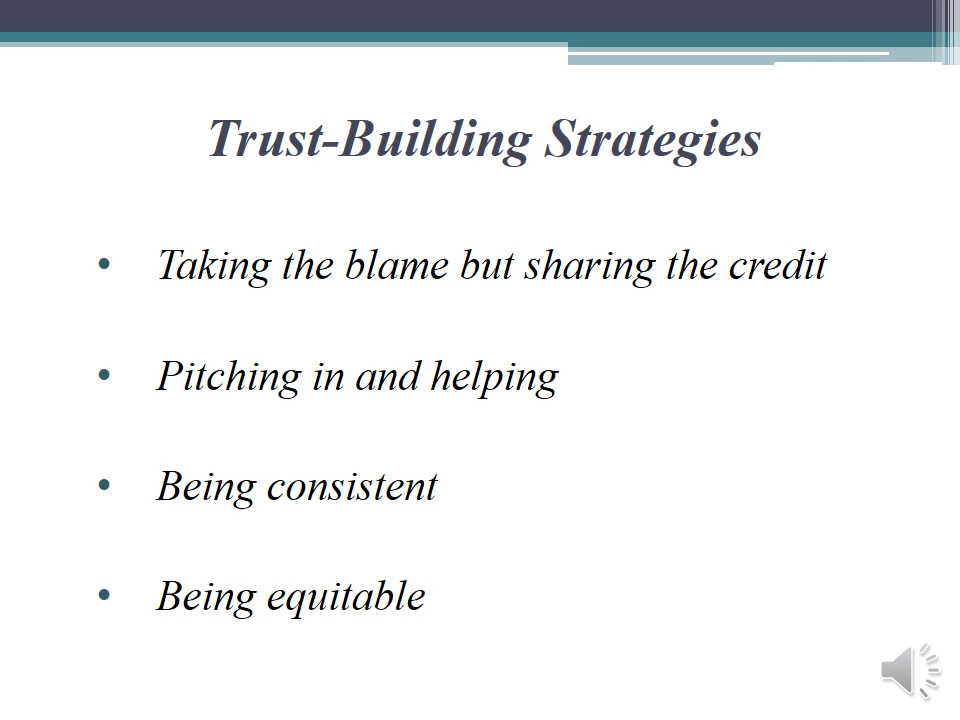 Trust-Building Strategies
• Taking the blame but sharing the credit
• Pitching in and helping
• Being consistent
• Being equitable